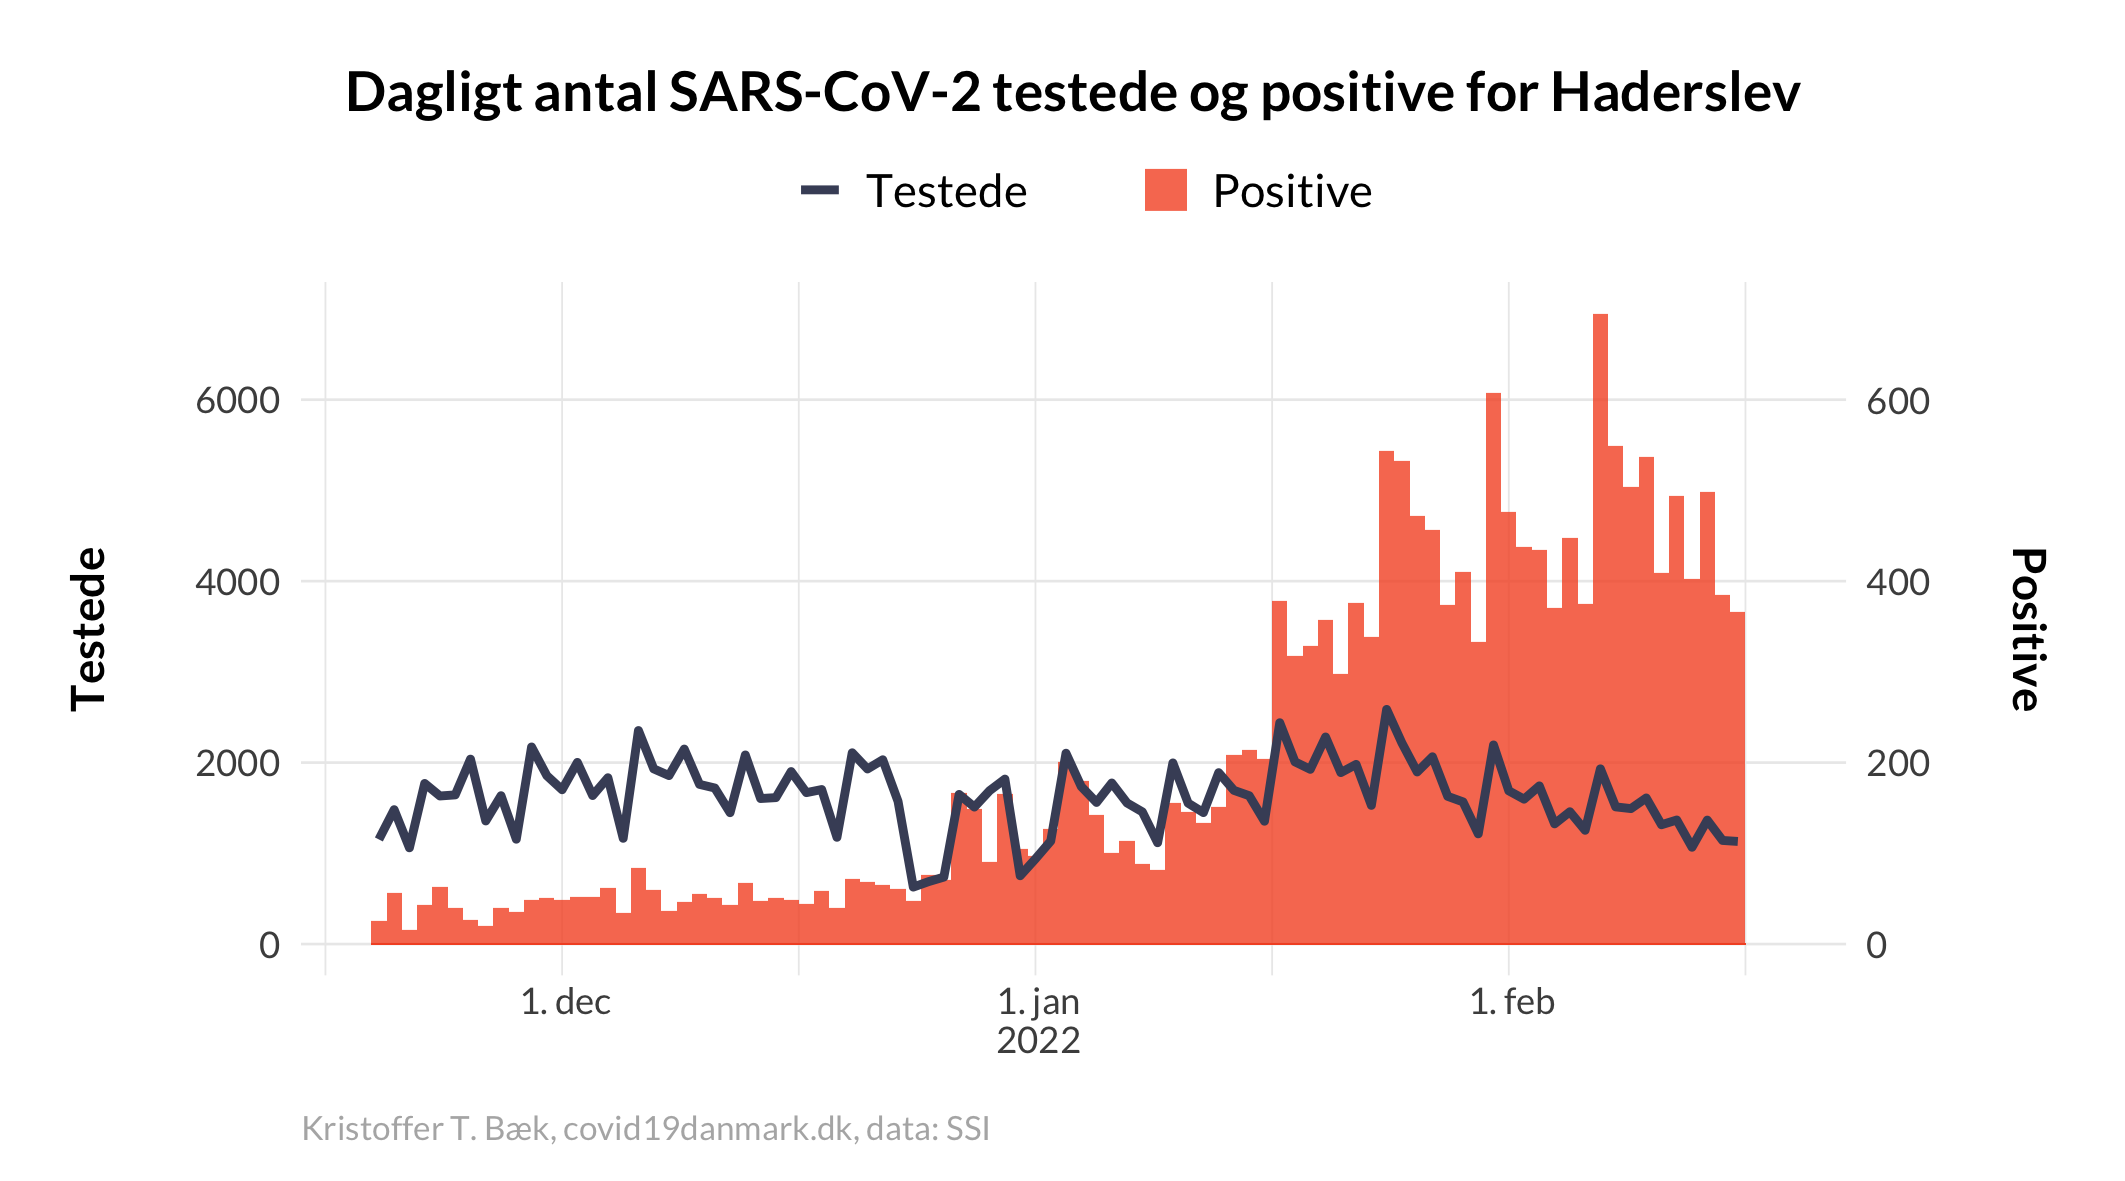 Dagligt antal SARS-CoV-2 testede og positive for Haderslev
Testede
Positive
Testede
6000
4000
2000
0
600
400
200
0
Positive
1. dec
1. jan
2022
1. feb
Kristoffer T. Bæk, covid19danmark.dk, data: SSI